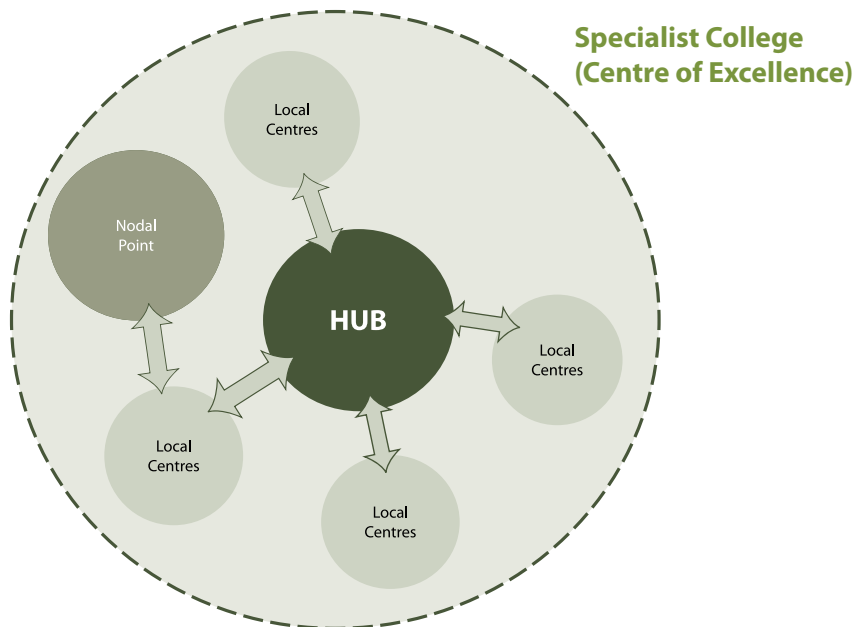 Specialist College
(Centre of Excellence)
Local
Centres
Nodal
Point
HUB
Local
Centres
Local
Centres
Local
Centres